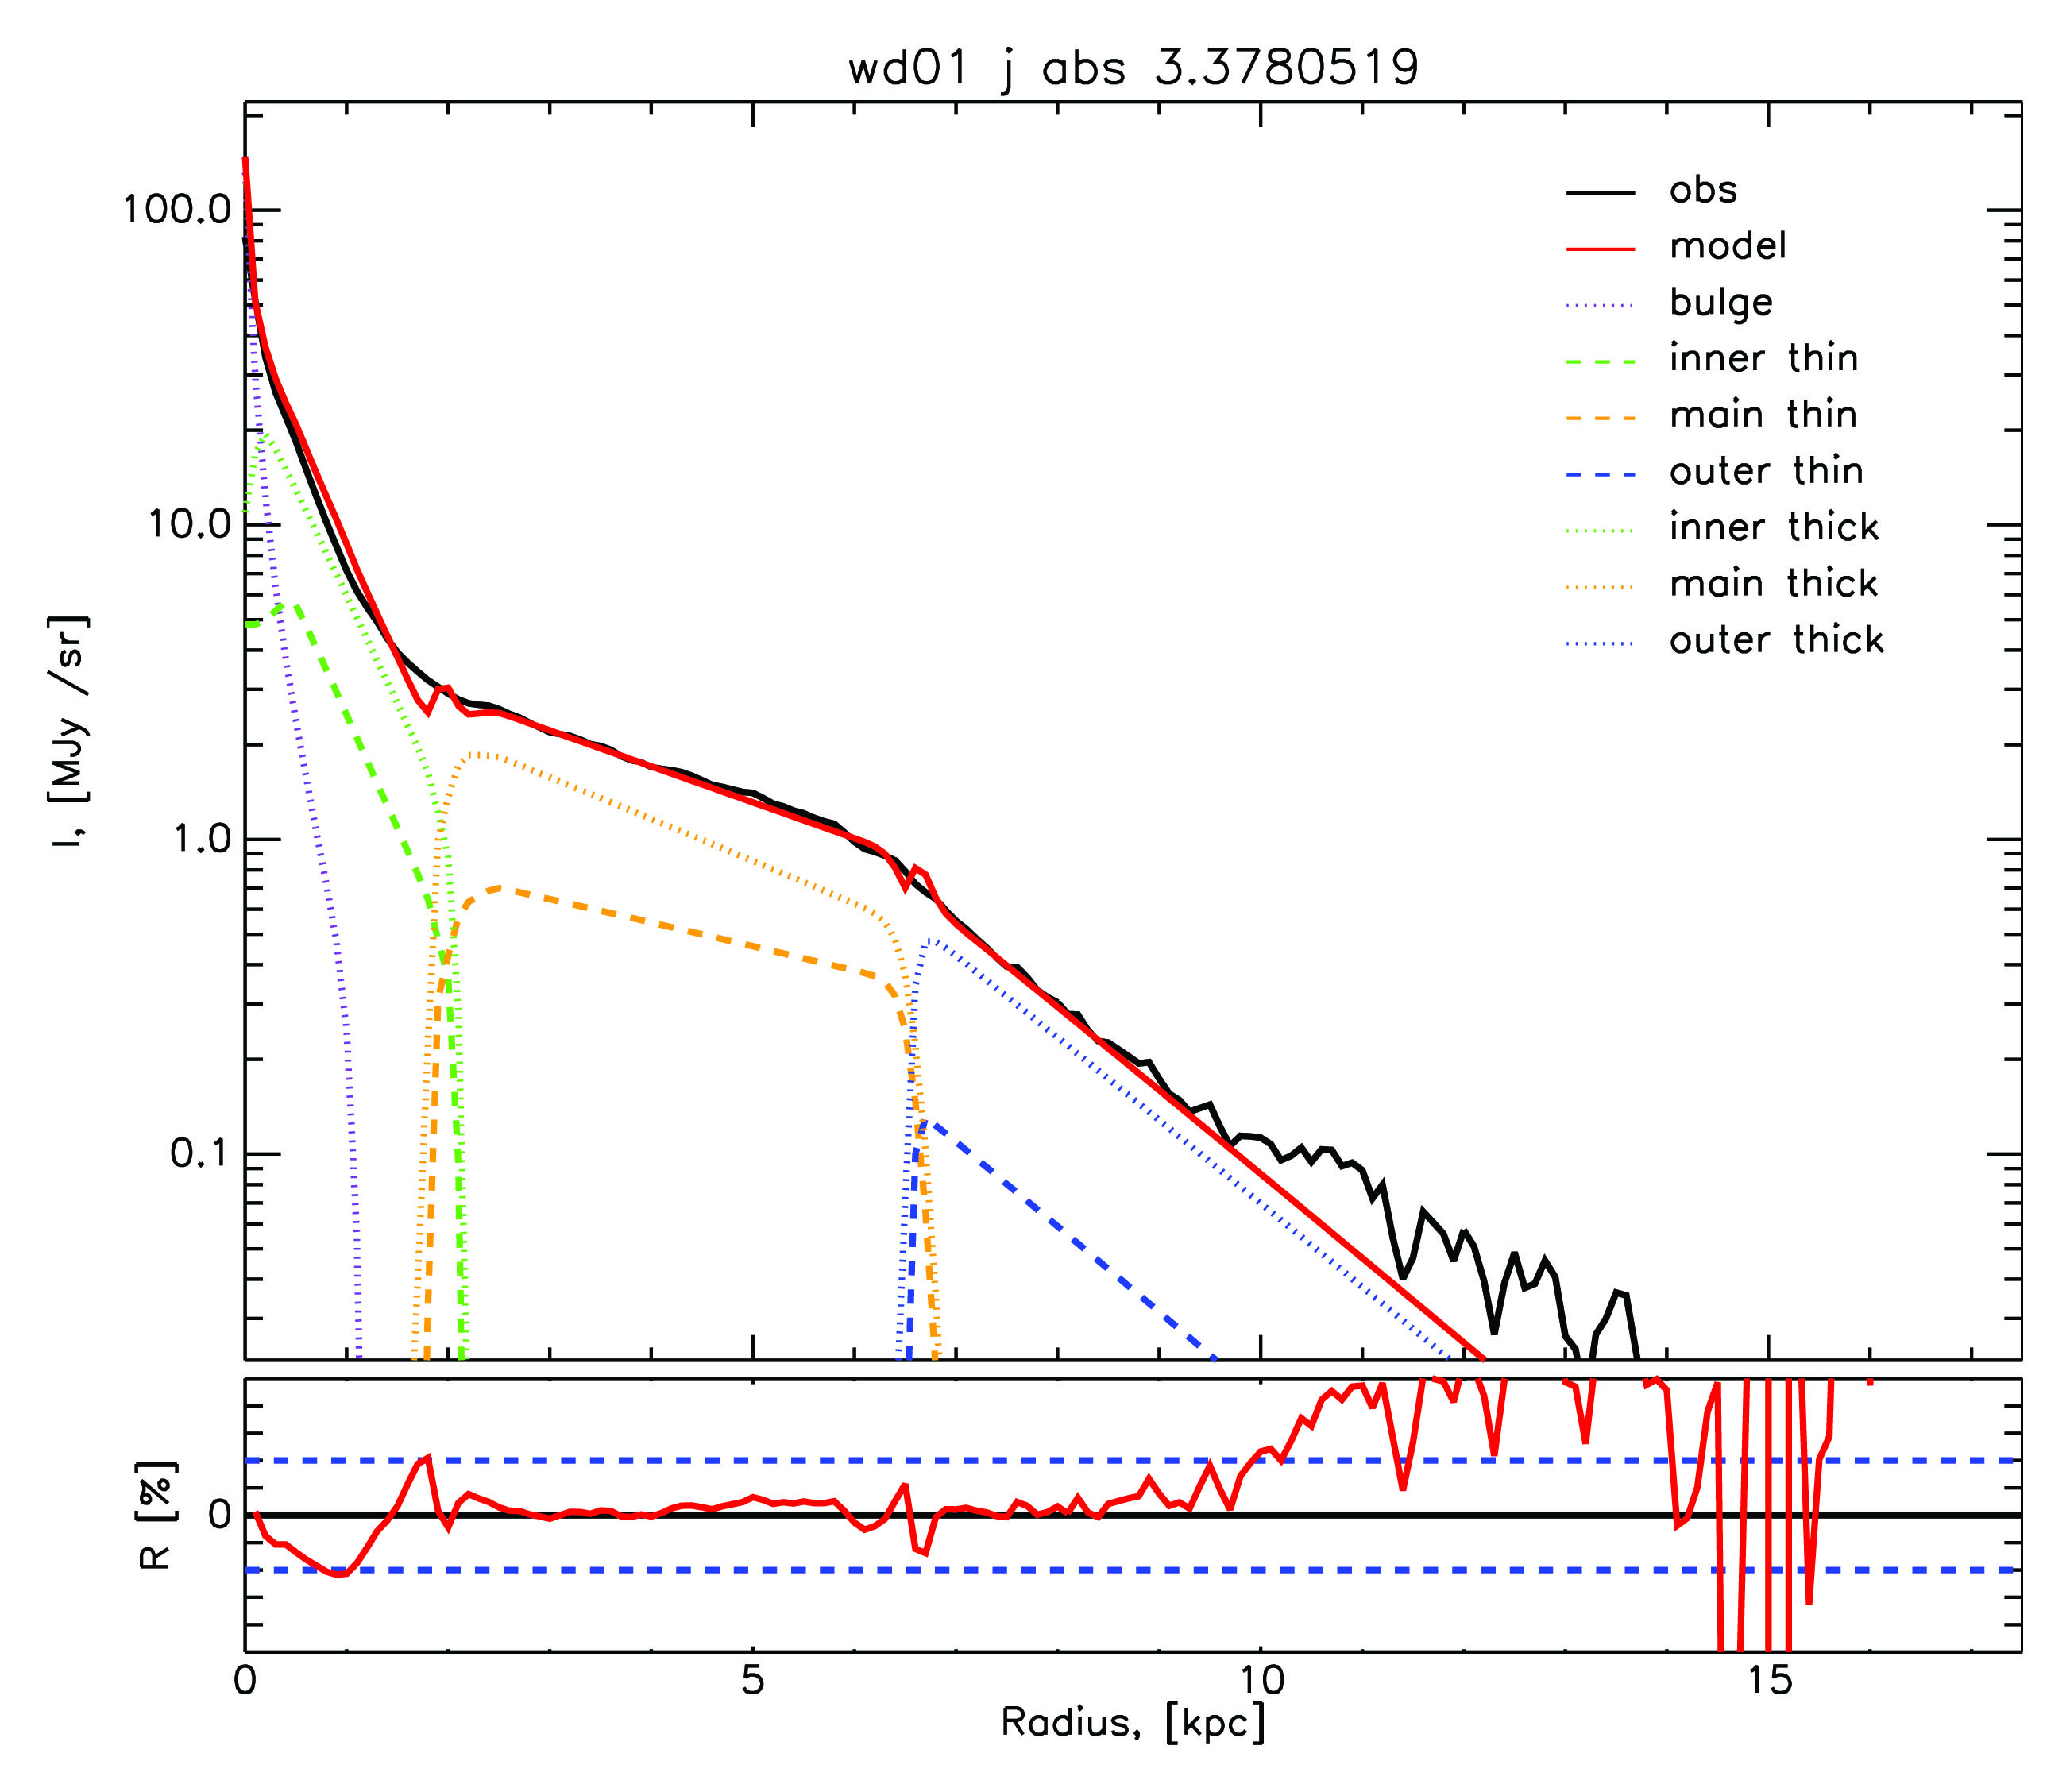 wd01 j abs 3.3780519
obs
model
bulge
inner thin
main thin
outer thin
inner thick
main thick
outer thick
100.0
10.0
1.0
0.1
I, [MJy /sr]
0
R [%]
0 5 10 15
Radius, [kpc]